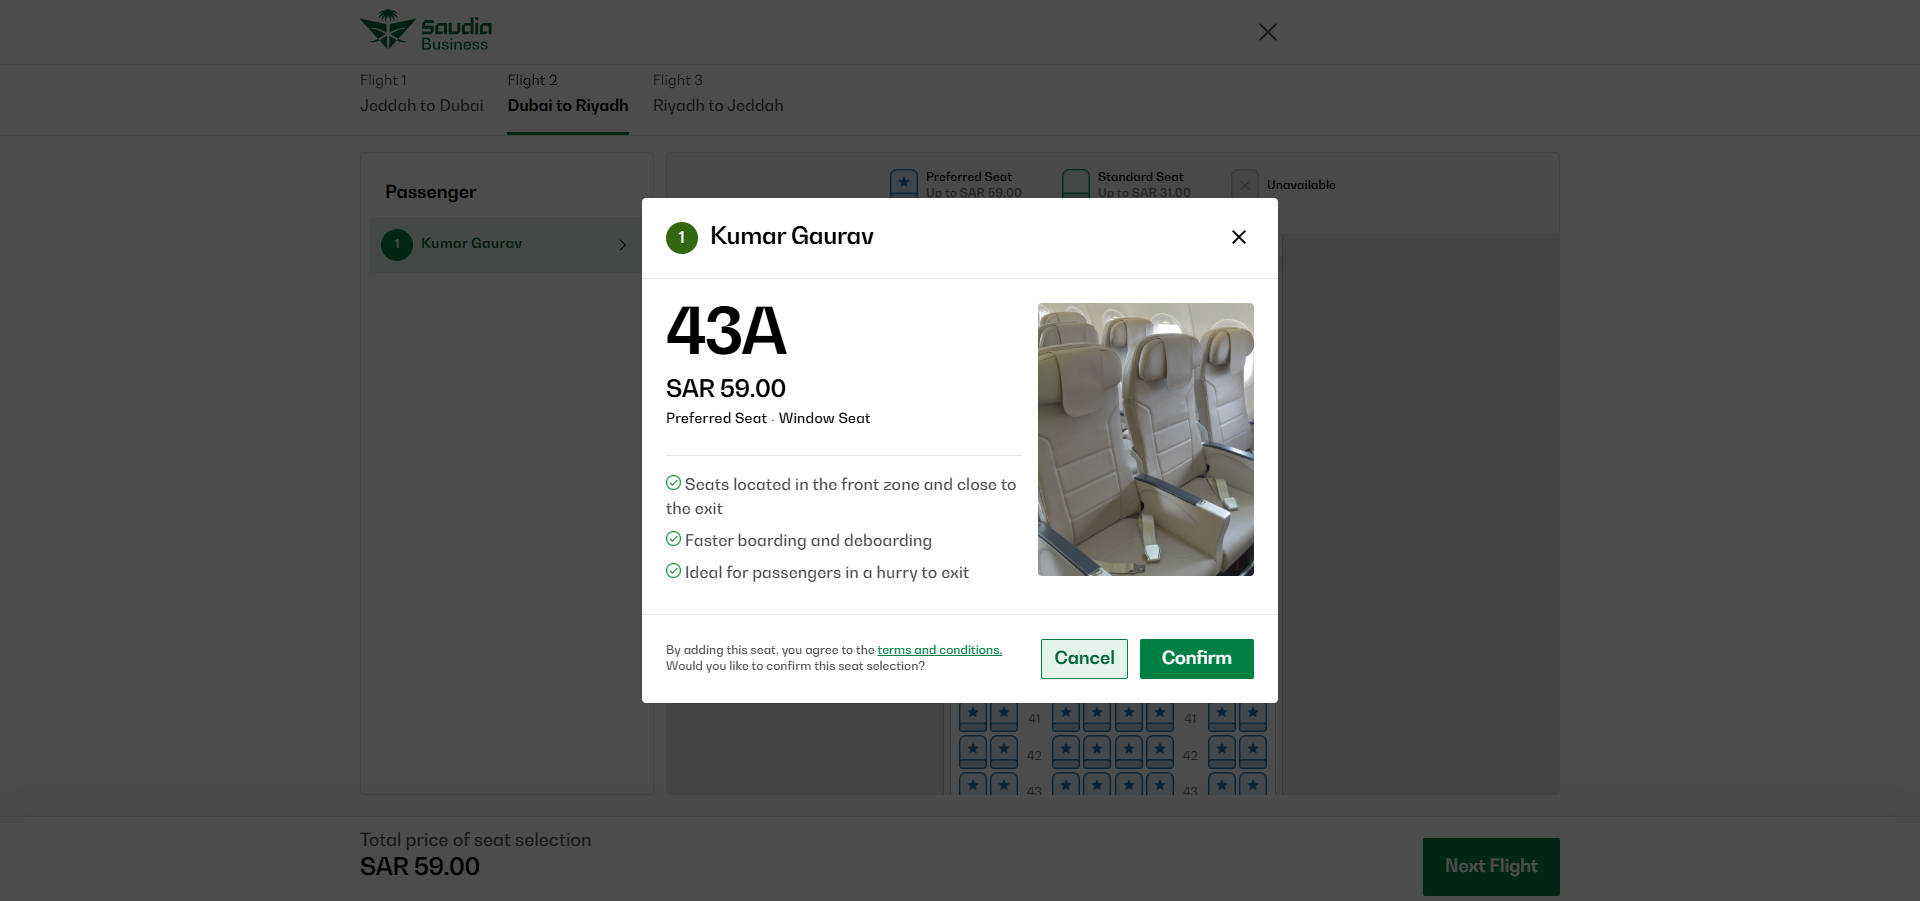 Saudia
Business
Flight 1
Jeddah to Dubai
Flight 2
Dubai to Riyadh
Flight 3
Riyadh to Jeddah
Passenger
1 Kumar Gaurav
Preferred Seat
Up to SAR 59.00
Standard Seat
Up to SAR 31.00
Unavailable
1 Kumar Gaurav
43A
SAR 59.00
Preferred Seat · Window Seat
Seats located in the front zone and close to
the exit
Faster boarding and deboarding
Ideal for passengers in a hurry to exit
By adding this seat, you agree to the terms and conditions.
Would you like to confirm this seat selection?
Cancel
Confirm
41 41
42 42
43 43
Total price of seat selection
SAR 59.00
Next Flight